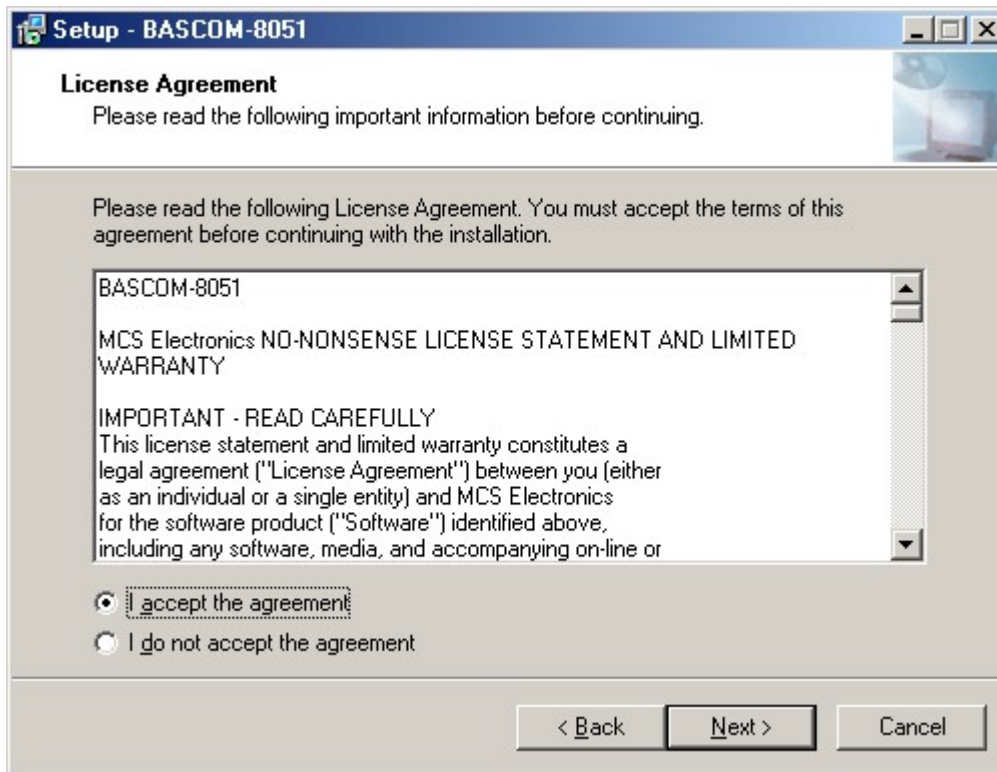 Setup - BASCOM-8051
License Agreement
Please read the following important information before continuing.
Please read the following License Agreement. You must accept the terms of this
agreement before continuing with the installation.
BASCOM-8051
MCS Electronics NO-NONSENSE LICENSE STATEMENT AND LIMITED
WARRANTY
IMPORTANT - READ CAREFULLY
This license statement and limited warranty constitutes a
legal agreement ("License Agreement") between you (either
as an individual or a single entity) and MCS Electronics
for the software product ("Software") identified above,
including any software, media, and accompanying on-line or
I accept the agreement
I do not accept the agreement
< Back
Next >
Cancel